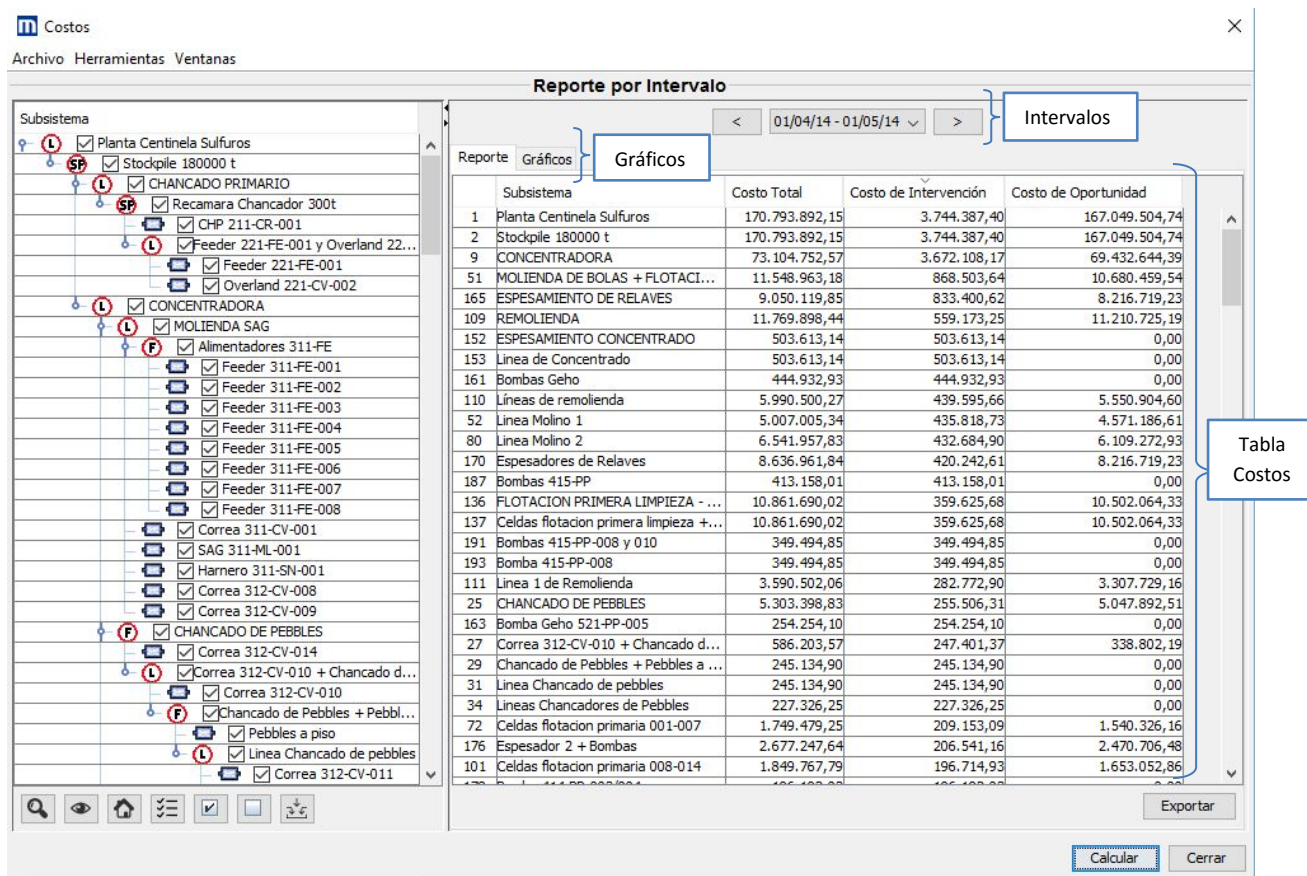 Costos
Archivo Herramientas Ventanas
Reporte por Intervalo
Subsistema
L Planta Centinela Sulfuros
SP Stockpile 180000 t
L CHANCADO PRIMARIO
SP Recamara Chancador 300t
CHP 211-CR-001
L Feeder 221-FE-001 y Overland 22...
Feeder 221-FE-001
Overland 221-CV-002
L CONCENTRADORA
L MOLIENDA SAG
F Alimentadores 311-FE
Feeder 311-FE-001
Feeder 311-FE-002
Feeder 311-FE-003
Feeder 311-FE-004
Feeder 311-FE-005
Feeder 311-FE-006
Feeder 311-FE-007
Feeder 311-FE-008
Correa 311-CV-001
SAG 311-ML-001
Harnero 311-SN-001
Correa 312-CV-008
Correa 312-CV-009
F CHANCADO DE PEBBLES
Correa 312-CV-014
L Correa 312-CV-010 + Chancado d...
Correa 312-CV-010
F Chancado de Pebbles + Pebbl...
Pebbles a piso
L Linea Chancado de pebbles
Correa 312-CV-011
< 01/04/14 - 01/05/14 >
Intervalos
Reporte Gráficos
Gráficos
Subsistema Costo Total Costo de Intervención Costo de Oportunidad
1 Planta Centinela Sulfuros 170.793.892,15 3.744.387,40 167.049.504,74
2 Stockpile 180000 t 170.793.892,15 3.744.387,40 167.049.504,74
9 CONCENTRADORA 73.104.752,57 3.672.108,17 69.432.644,39
51 MOLIENDA DE BOLAS + FLOTACI... 11.548.963,18 868.503,64 10.680.459,54
165 ESPESAMIENTO DE RELAVES 9.050.119,85 833.400,62 8.216.719,23
109 REMOLIENDA 11.769.898,44 559.173,25 11.210.725,19
152 ESPESAMIENTO CONCENTRADO 503.613,14 503.613,14 0,00
153 Linea de Concentrado 503.613,14 503.613,14 0,00
161 Bombas Geho 444.932,93 444.932,93 0,00
110 Líneas de remolienda 5.990.500,27 439.595,66 5.550.904,60
52 Linea Molino 1 5.007.005,34 435.818,73 4.571.186,61
80 Linea Molino 2 6.541.957,83 432.684,90 6.109.272,93
170 Espesadores de Relaves 8.636.961,84 420.242,61 8.216.719,23
187 Bombas 415-PP 413.158,01 413.158,01 0,00
136 FLOTACION PRIMERA LIMPIEZA - ... 10.861.690,02 359.625,68 10.502.064,33
137 Celdas flotacion primera limpieza +... 10.861.690,02 359.625,68 10.502.064,33
191 Bombas 415-PP-008 y 010 349.494,85 349.494,85 0,00
193 Bomba 415-PP-008 349.494,85 349.494,85 0,00
111 Linea 1 de Remolienda 3.590.502,06 282.772,90 3.307.729,16
25 CHANCADO DE PEBBLES 5.303.398,83 255.506,31 5.047.892,51
163 Bomba Geho 521-PP-005 254.254,10 254.254,10 0,00
27 Correa 312-CV-010 + Chancado d... 586.203,57 247.401,37 338.802,19
29 Chancado de Pebbles + Pebbles a ... 245.134,90 245.134,90 0,00
31 Linea Chancado de pebbles 245.134,90 245.134,90 0,00
34 Lineas Chancadores de Pebbles 227.326,25 227.326,25 0,00
72 Celdas flotacion primaria 001-007 1.749.479,25 209.153,09 1.540.326,16
176 Espesador 2 + Bombas 2.677.247,64 206.541,16 2.470.706,48
101 Celdas flotacion primaria 008-014 1.849.767,79 196.714,93 1.653.052,86
Tabla
Costos
Exportar
Calcular Cerrar